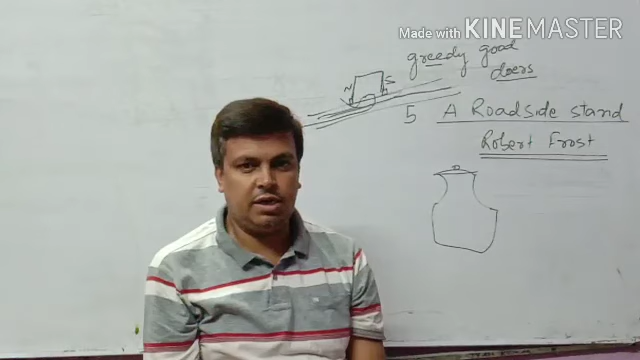 Made with KINEMASTER
greedy good
doers
N S
5 A Roadside stand
Robert Frost